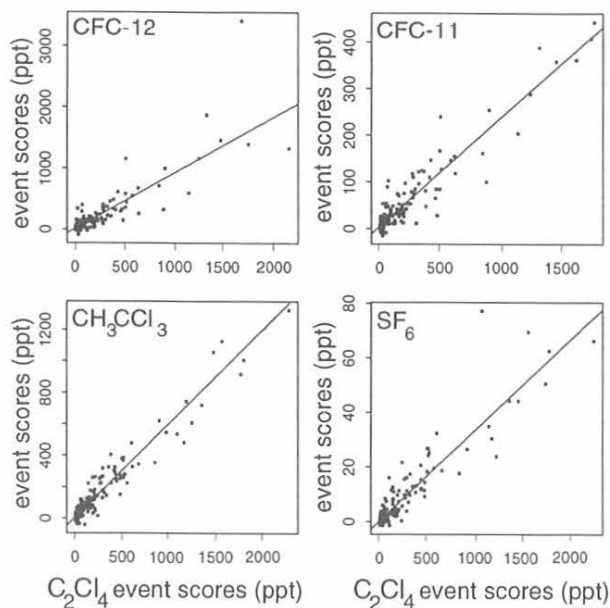 CFC-12
event scores (ppt)
3000
2000
1000
0
0 500 1000 1500 2000
CFC-11
event scores (ppt)
400
300
200
100
0
0 500 1000 1500
CH₃CCl₃
event scores (ppt)
1200
800
400
0
0 500 1000 1500 2000
C₂Cl₄ event scores (ppt)
SF₆
event scores (ppt)
80
60
40
20
0
0 500 1000 1500 2000
C₂Cl₄ event scores (ppt)